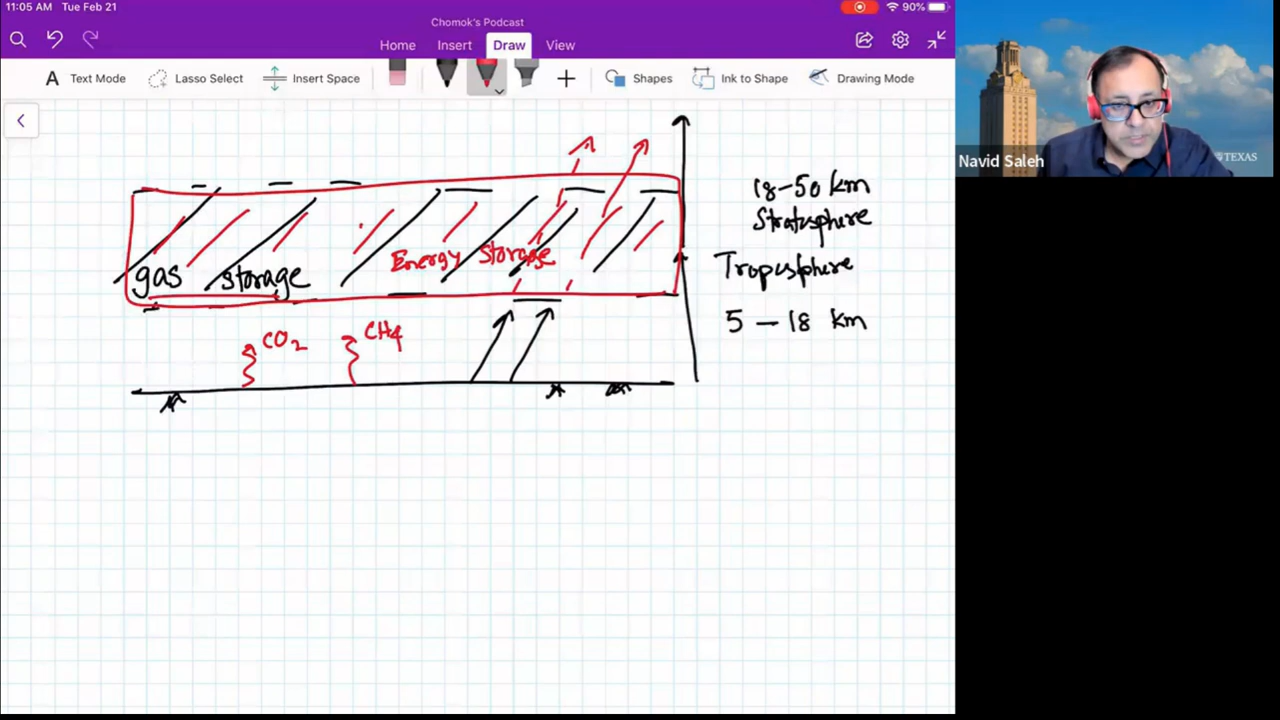 11:05 AM Tue Feb 21
90%
Chomok's Podcast
Home Insert Draw View
Text Mode Lasso Select Insert Space Shapes Ink to Shape Drawing Mode
Navid Saleh
TEXAS
18-50 km
Stratosphere
Troposphere
5 – 18 km
Energy Storage
gas storage
CO2
CH4